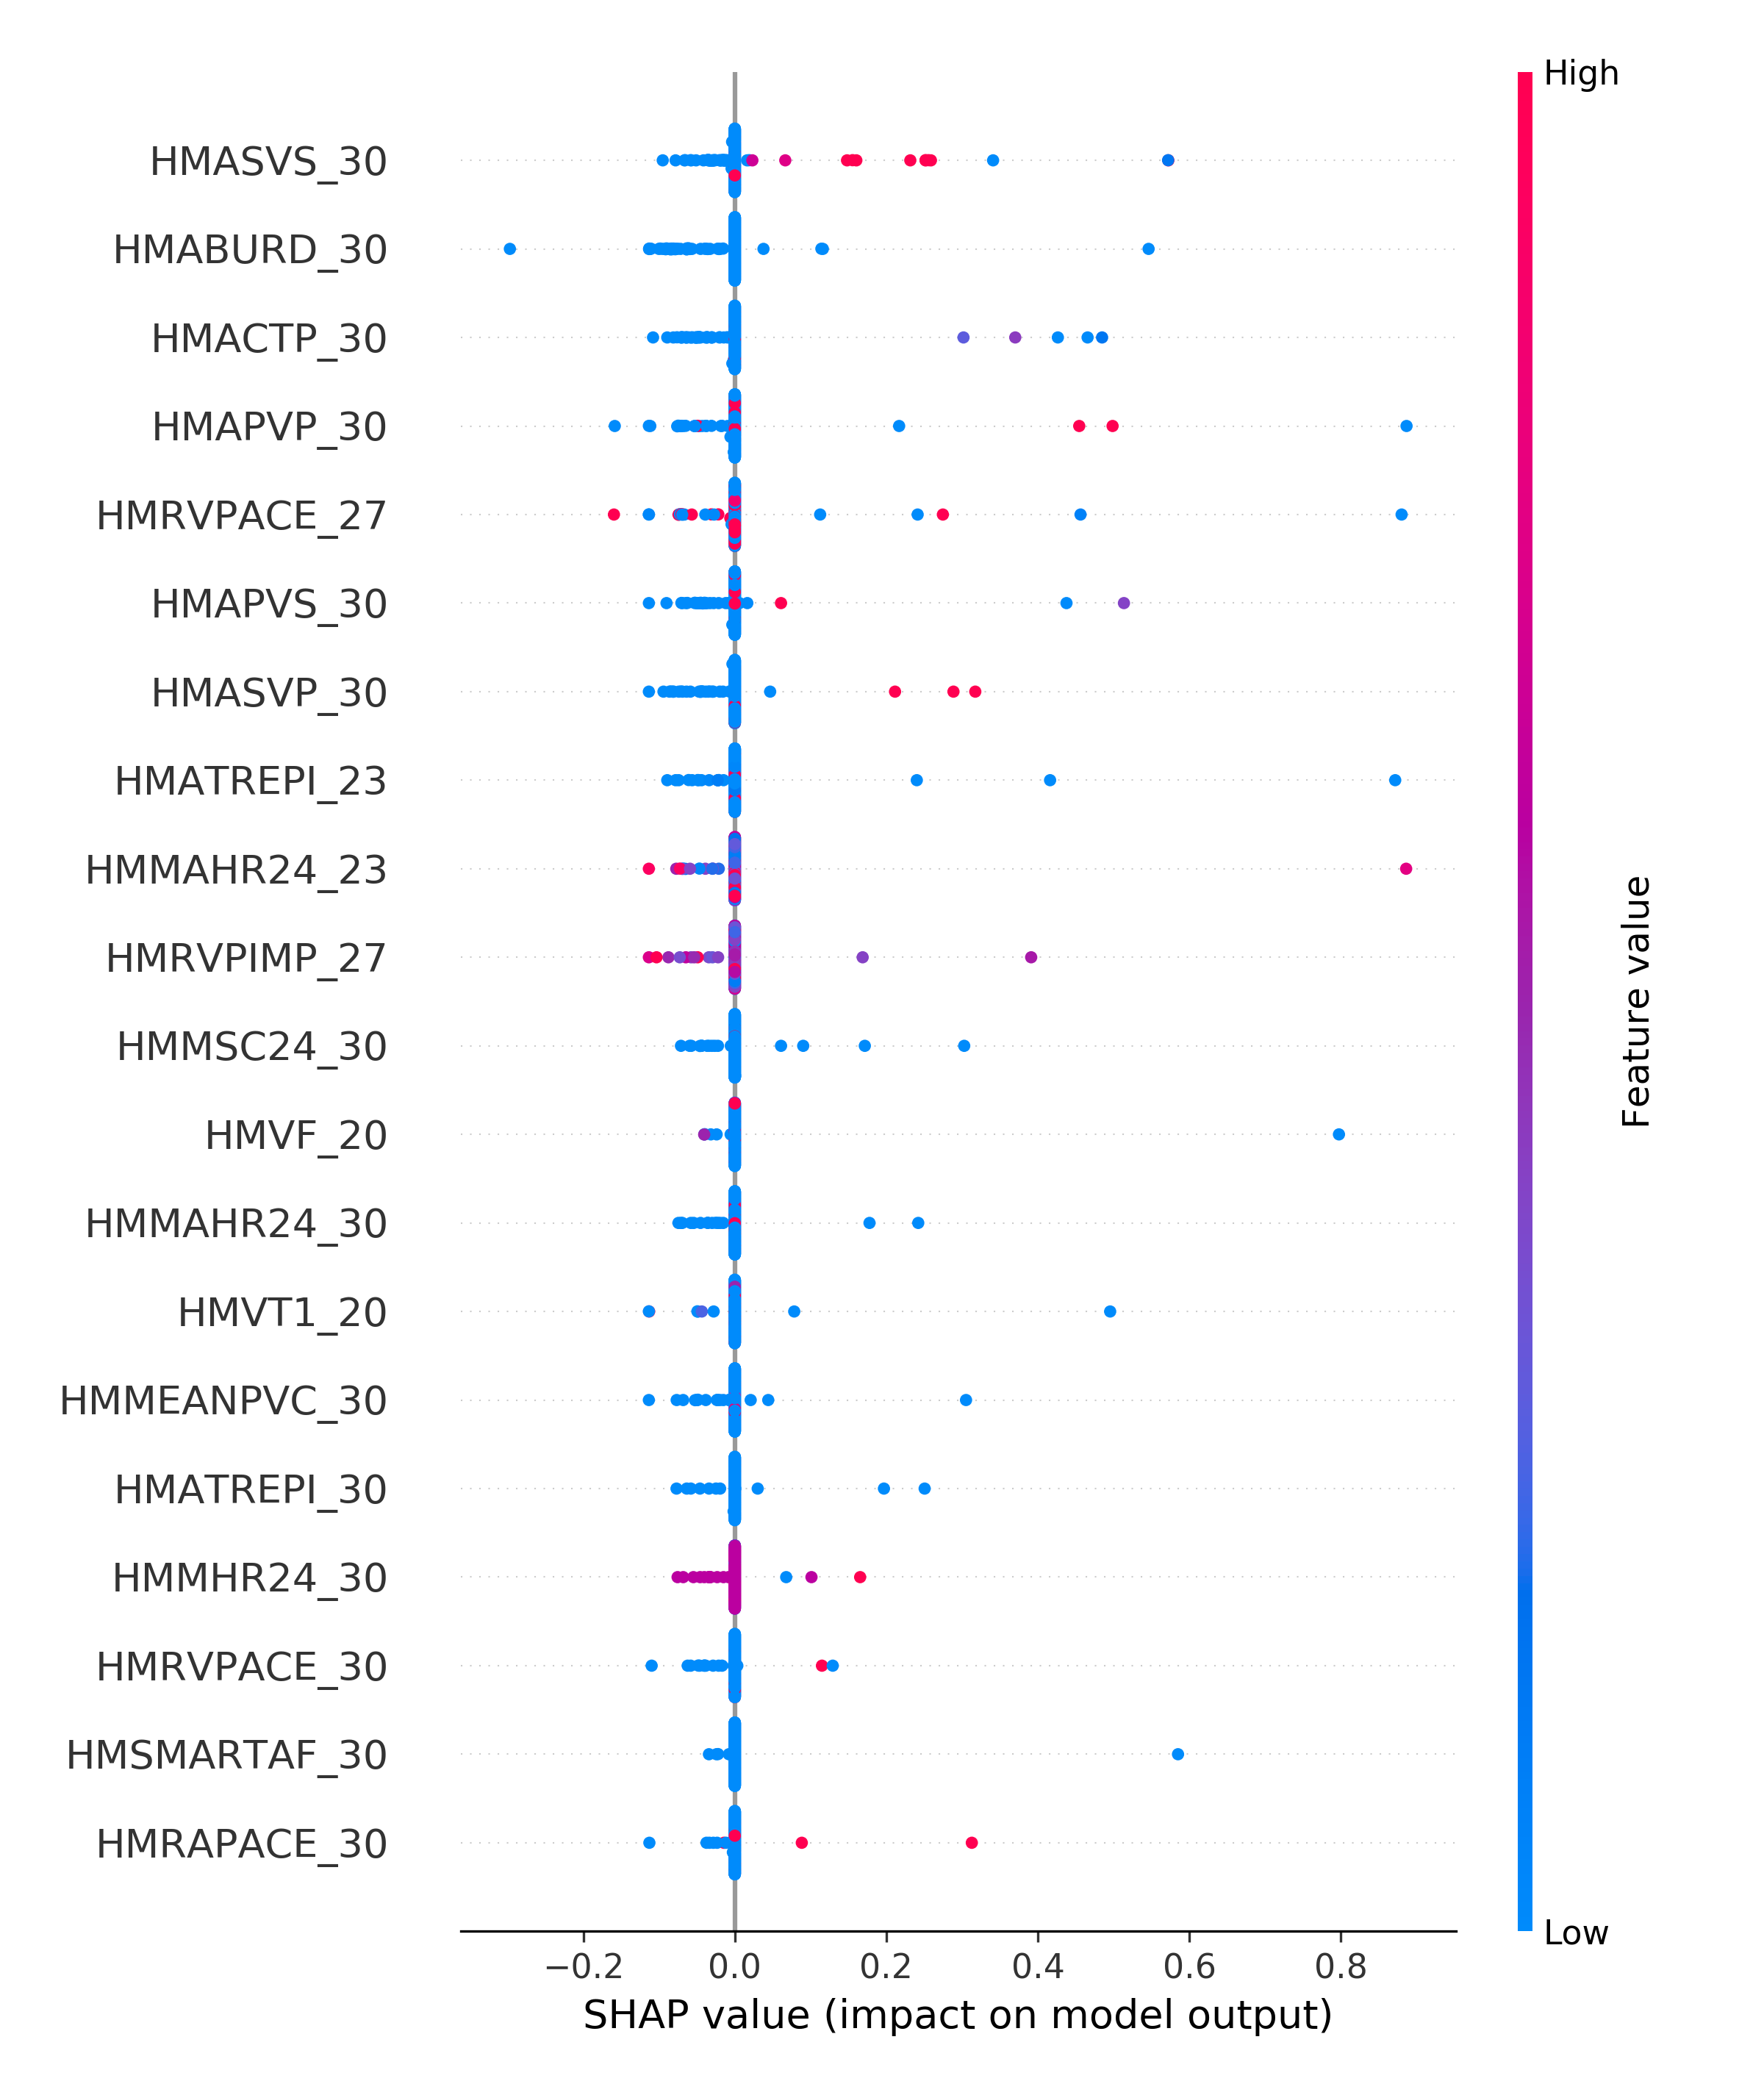 High
HMASVS_30
HMABURD_30
HMACTP_30
HMAPVP_30
HMRVPACE_27
HMAPVS_30
HMASVP_30
HMATREPI_23
HMMAHR24_23
HMRVPIMP_27
HMMSC24_30
HMVF_20
HMMAHR24_30
HMVT1_20
HMMEANPVC_30
HMATREPI_30
HMMHR24_30
HMRVPACE_30
HMSMARTAF_30
HMRAPACE_30
Feature value
Low
−0.2 0.0 0.2 0.4 0.6 0.8
SHAP value (impact on model output)